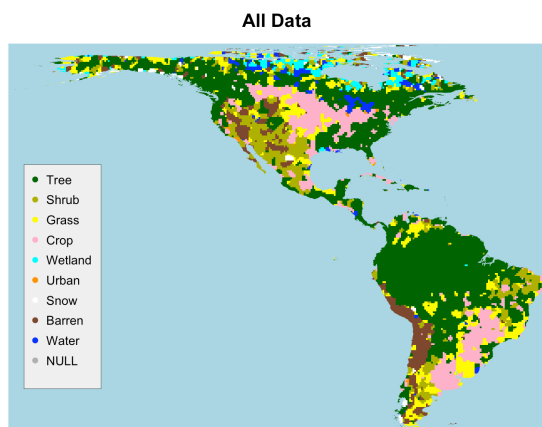 All Data
Tree
Shrub
Grass
Crop
Wetland
Urban
Snow
Barren
Water
NULL